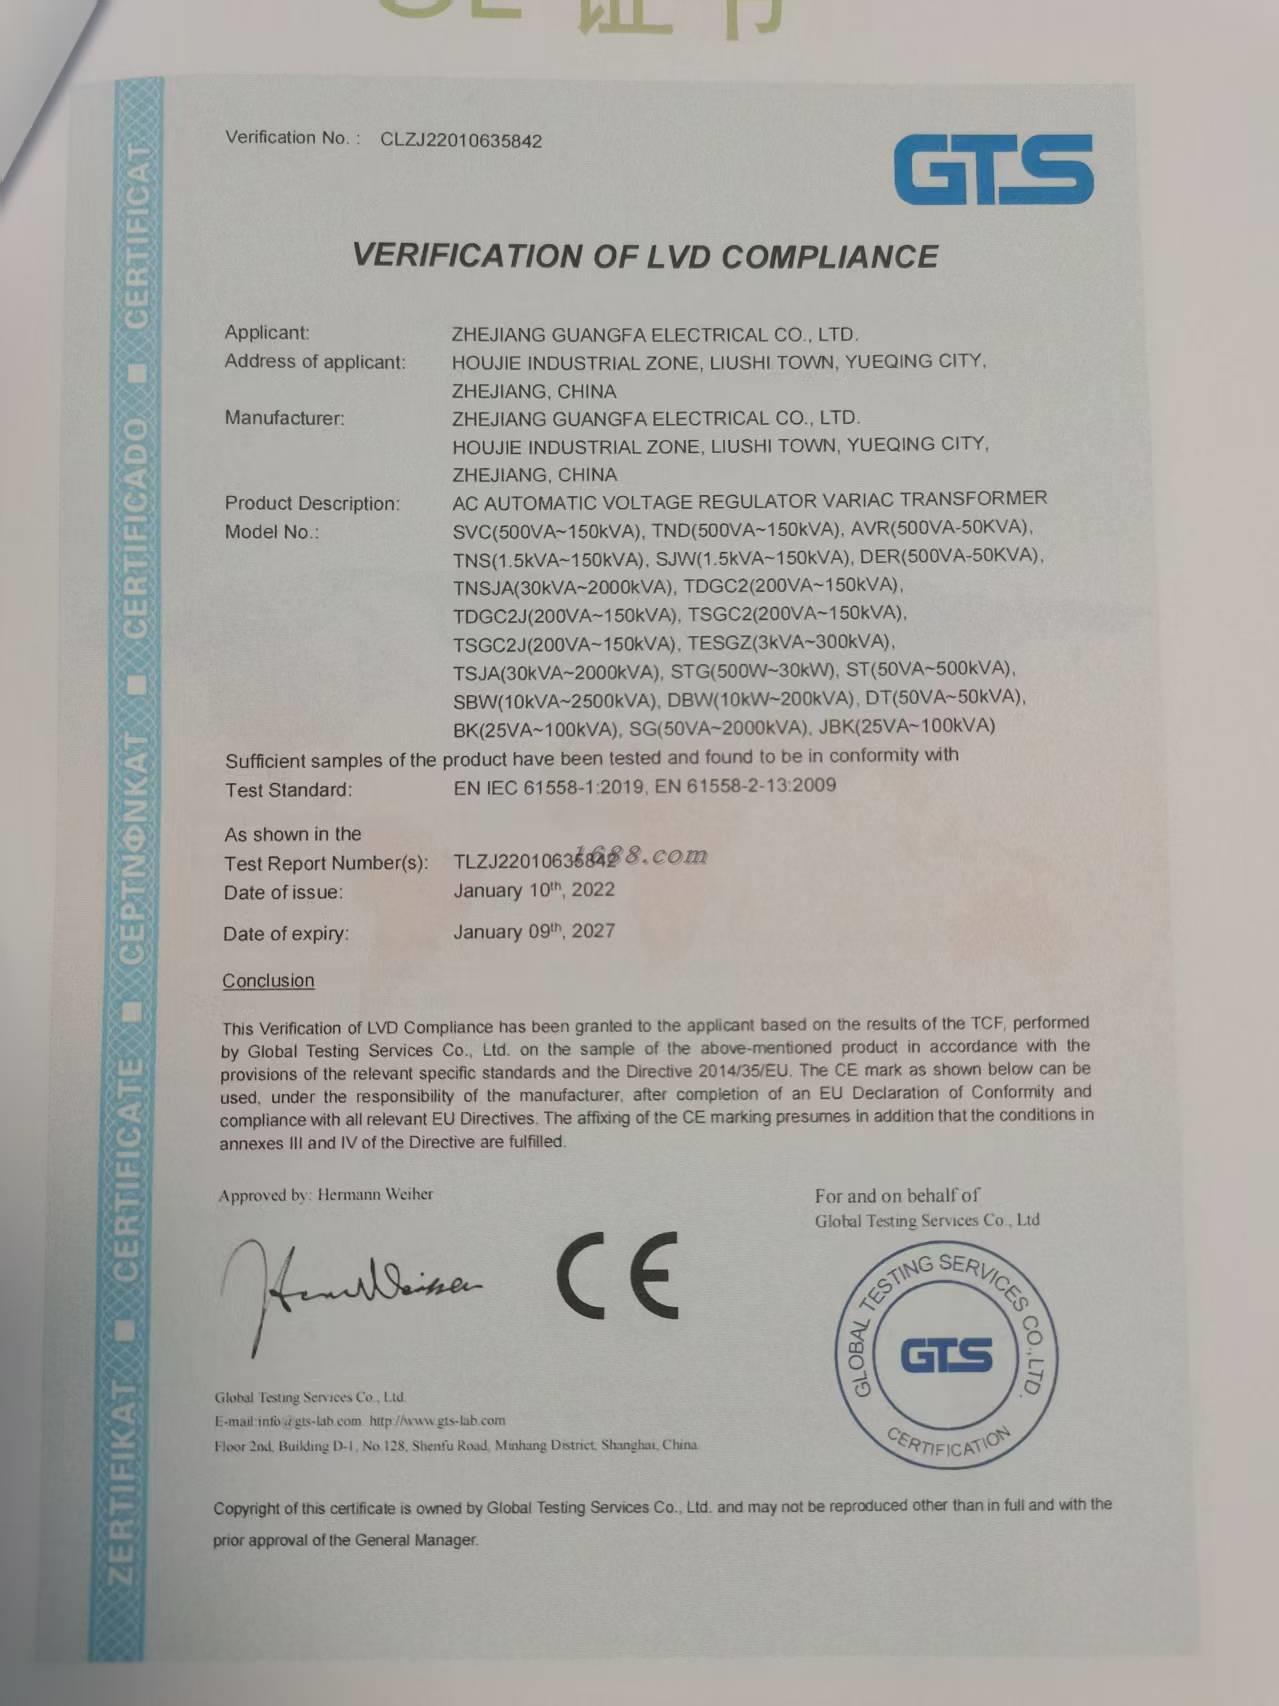 证书
Verification No. : CLZJ22010635842
GTS
VERIFICATION OF LVD COMPLIANCE
Applicant: ZHEJIANG GUANGFA ELECTRICAL CO., LTD.
Address of applicant: HOUJIE INDUSTRIAL ZONE, LIUSHI TOWN, YUEQING CITY,
ZHEJIANG, CHINA
Manufacturer: ZHEJIANG GUANGFA ELECTRICAL CO., LTD.
HOUJIE INDUSTRIAL ZONE, LIUSHI TOWN, YUEQING CITY,
ZHEJIANG, CHINA
Product Description: AC AUTOMATIC VOLTAGE REGULATOR VARIAC TRANSFORMER
Model No.: SVC(500VA~150kVA), TND(500VA~150kVA), AVR(500VA-50KVA),
TNS(1.5kVA~150kVA), SJW(1.5kVA~150kVA), DER(500VA-50KVA),
TNSJA(30kVA~2000kVA), TDGC2(200VA~150kVA),
TDGC2J(200VA~150kVA), TSGC2(200VA~150kVA),
TSGC2J(200VA~150kVA), TESGZ(3kVA~300kVA),
TSJA(30kVA~2000kVA), STG(500W~30kW), ST(50VA~500kVA),
SBW(10kVA~2500kVA), DBW(10kW~200kVA), DT(50VA~50kVA),
BK(25VA~100kVA), SG(50VA~2000kVA), JBK(25VA~100kVA)
Sufficient samples of the product have been tested and found to be in conformity with
Test Standard: EN IEC 61558-1:2019, EN 61558-2-13:2009
As shown in the
Test Report Number(s): TLZJ22010635842
1688.com
Date of issue: January 10th, 2022
Date of expiry: January 09th, 2027
Conclusion
This Verification of LVD Compliance has been granted to the applicant based on the results of the TCF, performed
by Global Testing Services Co., Ltd. on the sample of the above-mentioned product in accordance with the
provisions of the relevant specific standards and the Directive 2014/35/EU. The CE mark as shown below can be
used, under the responsibility of the manufacturer, after completion of an EU Declaration of Conformity and
compliance with all relevant EU Directives. The affixing of the CE marking presumes in addition that the conditions in
annexes III and IV of the Directive are fulfilled.
Approved by: Hermann Weiher
For and on behalf of
Global Testing Services Co., Ltd
CE
GLOBAL TESTING SERVICES CO.,LTD.
GTS
CERTIFICATION
Global Testing Services Co., Ltd.
E-mail:info@gts-lab.com http://www.gts-lab.com
Floor 2nd, Building D-1, No.128, Shenfu Road, Minhang District, Shanghai, China.
Copyright of this certificate is owned by Global Testing Services Co., Ltd. and may not be reproduced other than in full and with the
prior approval of the General Manager.
ZERTIFIKAT ■ CERTIFICATE ■ CEPTNФNKAT ■ CERTIFICADO ■ CERTIFICAT